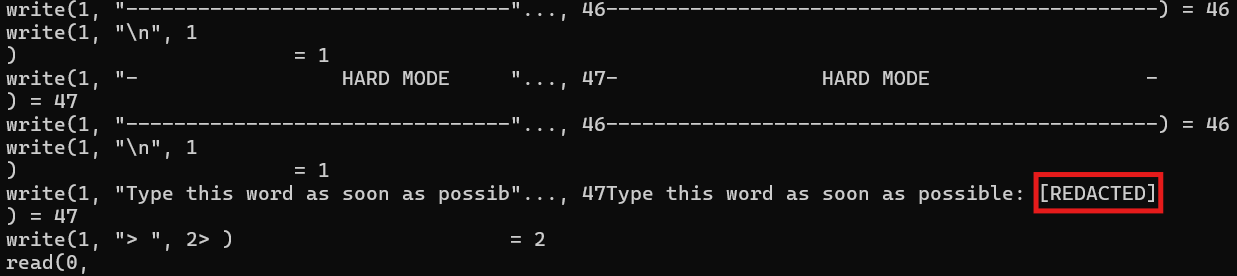 write(1, "--------------------------------"..., 46----------------------------------------------) = 46
write(1, "\n", 1
)                       = 1
write(1, "-                 HARD MODE     "..., 47-                 HARD MODE                  -
) = 47
write(1, "--------------------------------"..., 46----------------------------------------------) = 46
write(1, "\n", 1
)                       = 1
write(1, "Type this word as soon as possib"..., 47Type this word as soon as possible: [REDACTED]
) = 47
write(1, "> ", 2> )                       = 2
read(0,